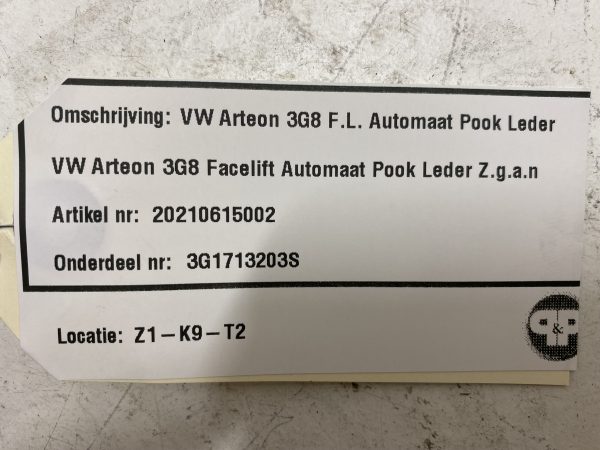 Omschrijving: VW Arteon 3G8 F.L. Automaat Pook Leder
VW Arteon 3G8 Facelift Automaat Pook Leder Z.g.a.n
Artikel nr: 20210615002
Onderdeel nr: 3G1713203S
Locatie: Z1-K9-T2
P&P